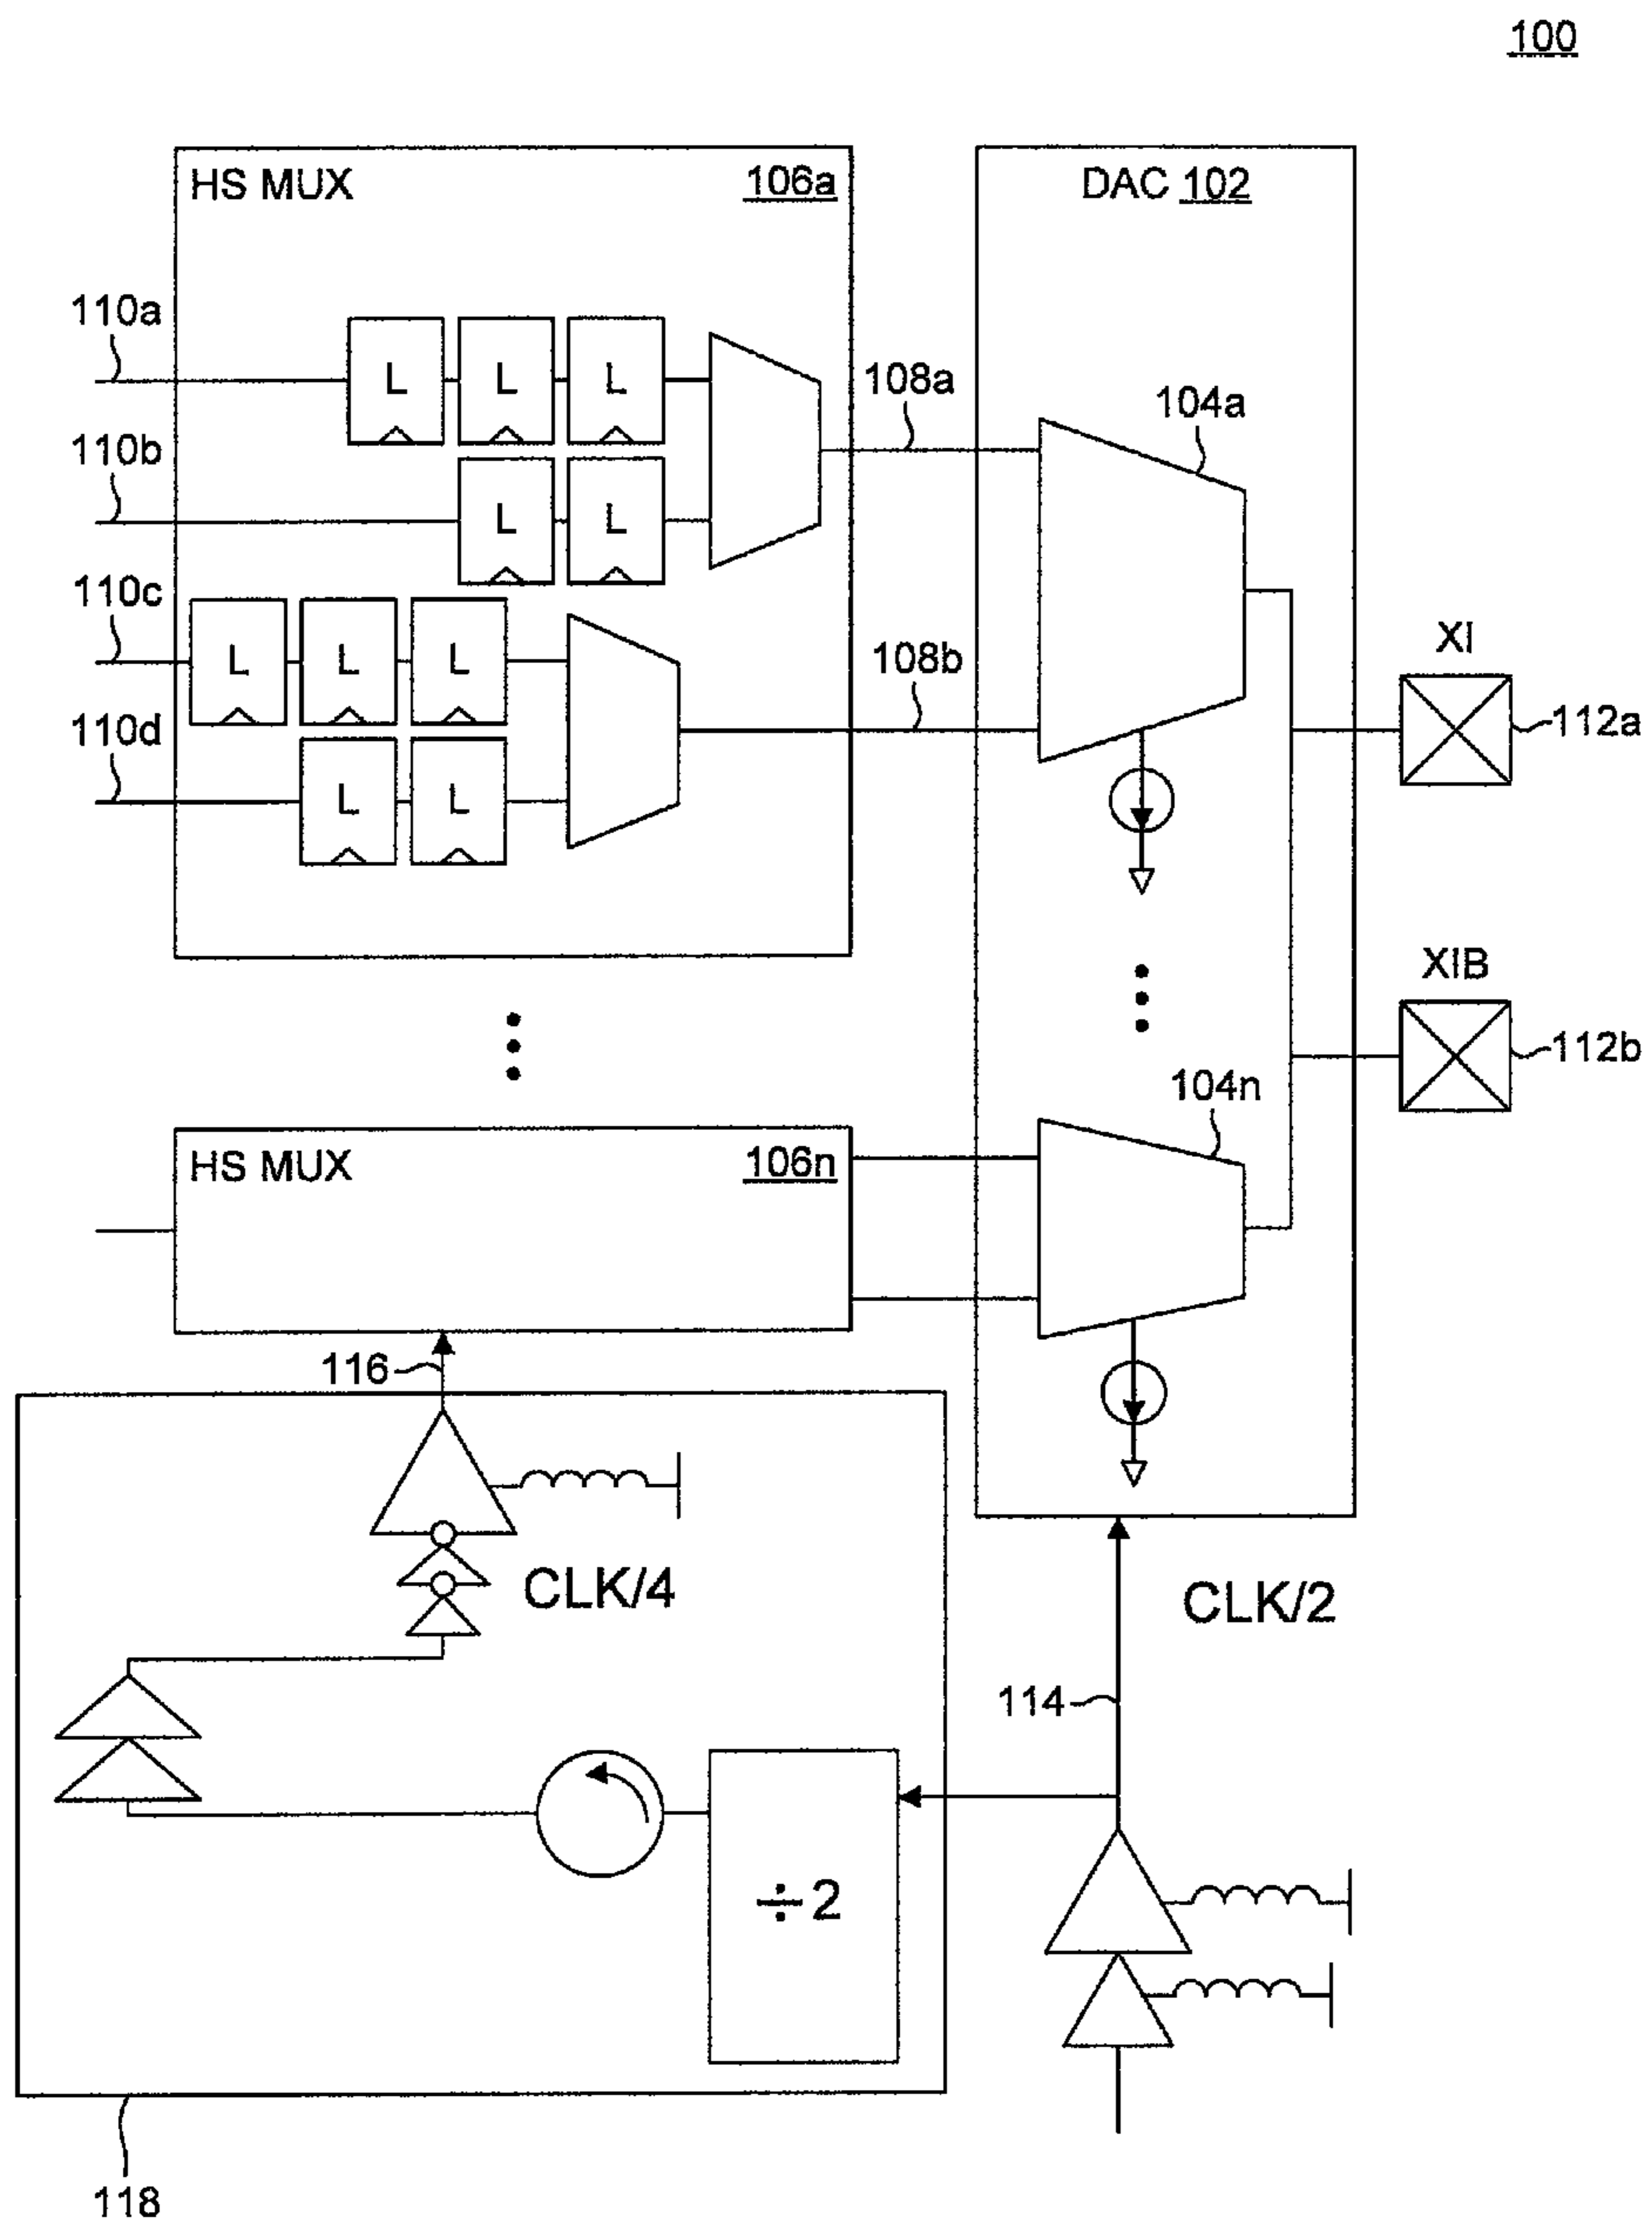 100
HS MUX
106a
DAC 102
110a
L
L
L
108a
104a
110b
L
L
110c
L
L
L
108b
XI
112a
110d
L
L
XIB
112b
104n
HS MUX
106n
116
CLK/4
CLK/2
114
÷2
118